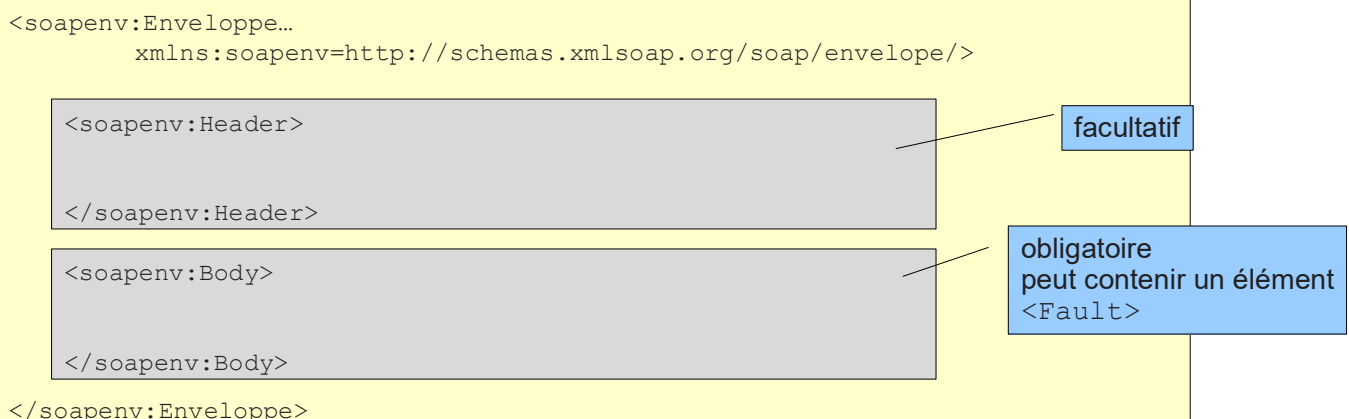 <soapenv:Enveloppe…
xmlns:soapenv=http://schemas.xmlsoap.org/soap/envelope/>
<soapenv:Header>
facultatif
</soapenv:Header>
<soapenv:Body>
obligatoire
peut contenir un élément
<Fault>
</soapenv:Body>
</soapenv:Enveloppe>